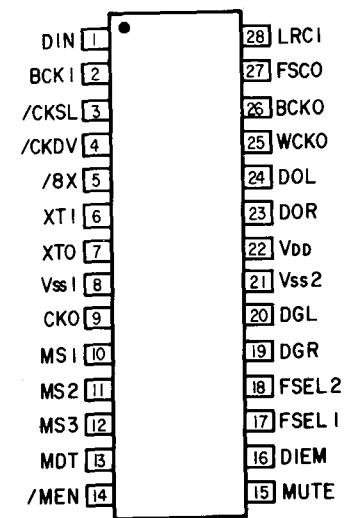 DIN 1
BCKI 2
/CKSL 3
/CKDV 4
/8X 5
XTI 6
XTO 7
Vss1 8
CKO 9
MS1 10
MS2 11
MS3 12
MDT 13
/MEN 14
28 LRCI
27 FSCO
26 BCKO
25 WCKO
24 DOL
23 DOR
22 VDD
21 Vss2
20 DGL
19 DGR
18 FSEL2
17 FSEL1
16 DIEM
15 MUTE